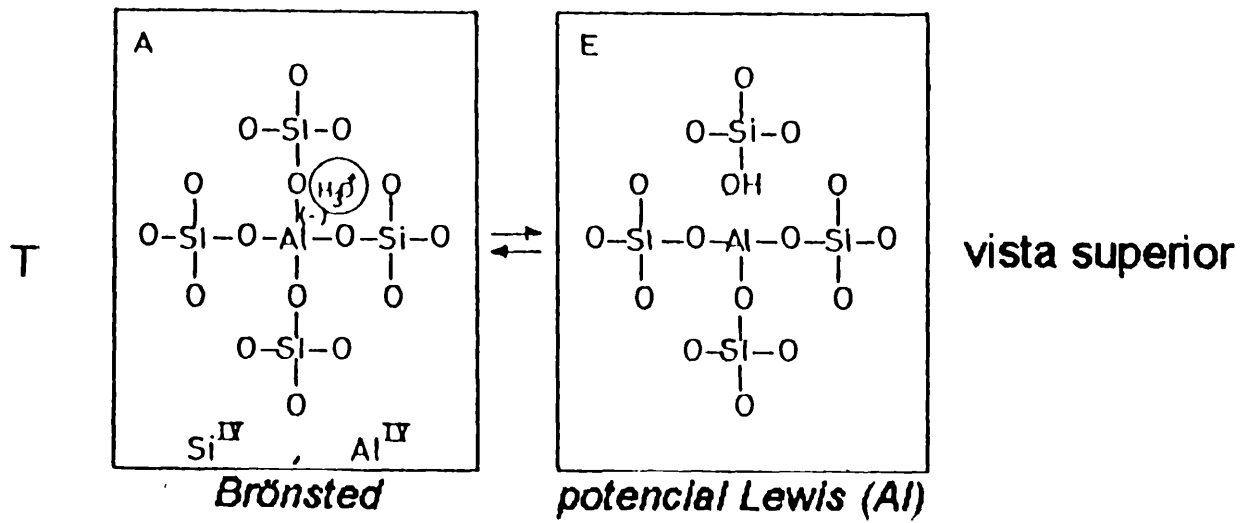 A
E
O
O
O–Si–O
O–Si–O
O H₃O⁺ O O
OH
O O
(-)
O–Si–O–Al–O–Si–O
O–Si–O–Al–O–Si–O
T
vista superior
O O O
O O O
O–Si–O
O–Si–O
O
O
Si^IV , Al^IV
Brönsted
potencial Lewis (Al)